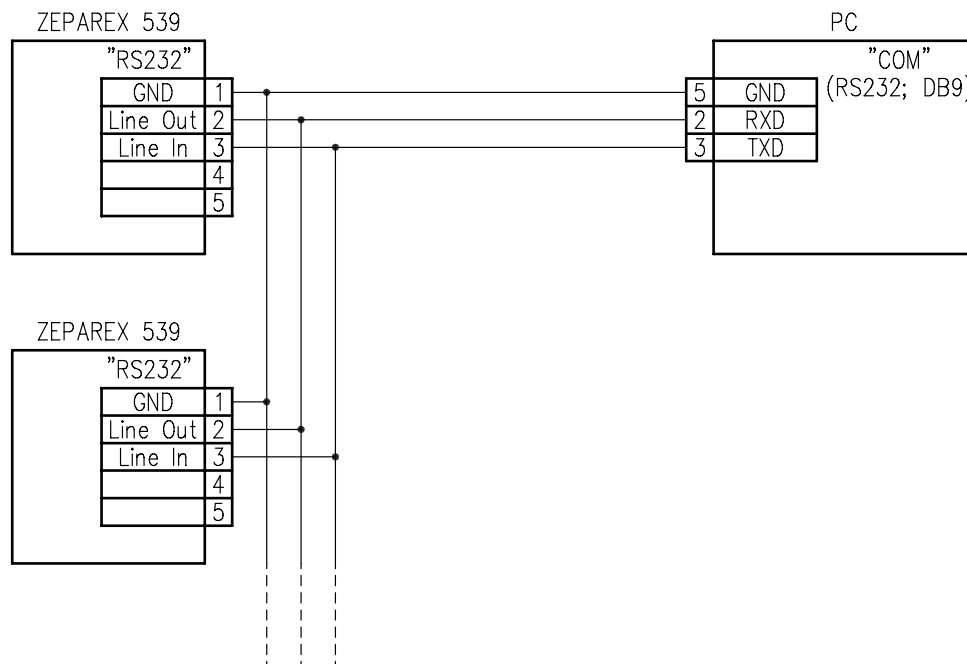 ZEPAREX 539
"RS232"
GND 1
Line Out 2
Line In 3
4
5
PC
"COM"
(RS232; DB9)
5 GND
2 RXD
3 TXD
ZEPAREX 539
"RS232"
GND 1
Line Out 2
Line In 3
4
5